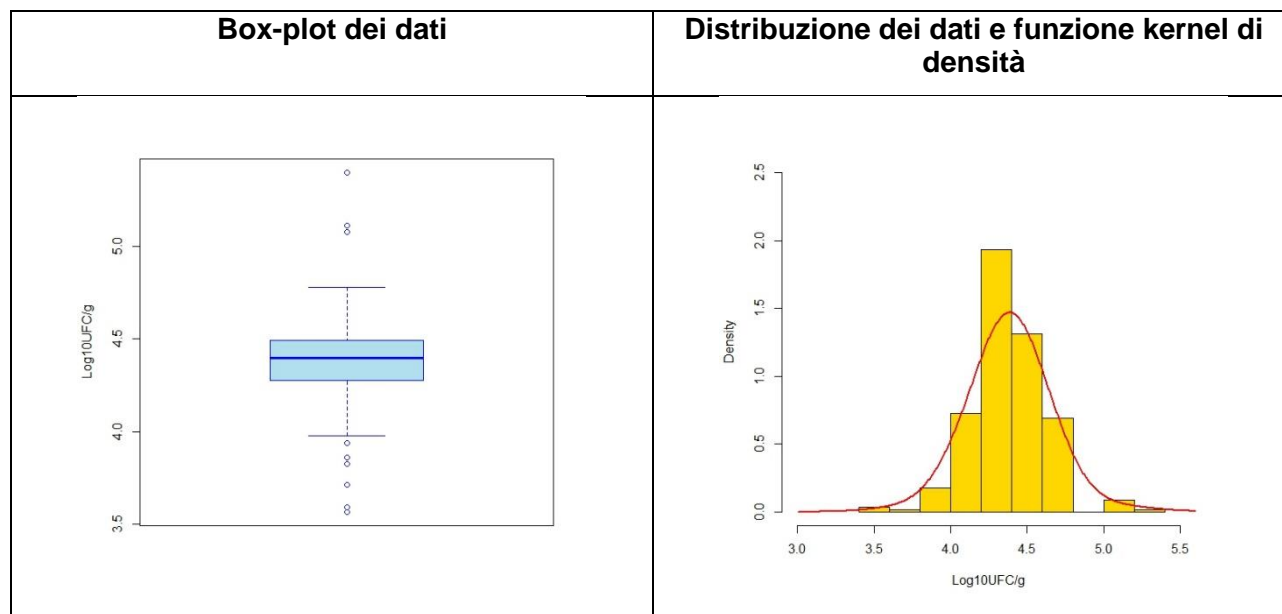 Box-plot dei dati
Distribuzione dei dati e funzione kernel di
densità
Log10UFC/g
5.0
4.5
4.0
3.5
Density
2.5
2.0
1.5
1.0
0.5
0.0
3.0 3.5 4.0 4.5 5.0 5.5
Log10UFC/g